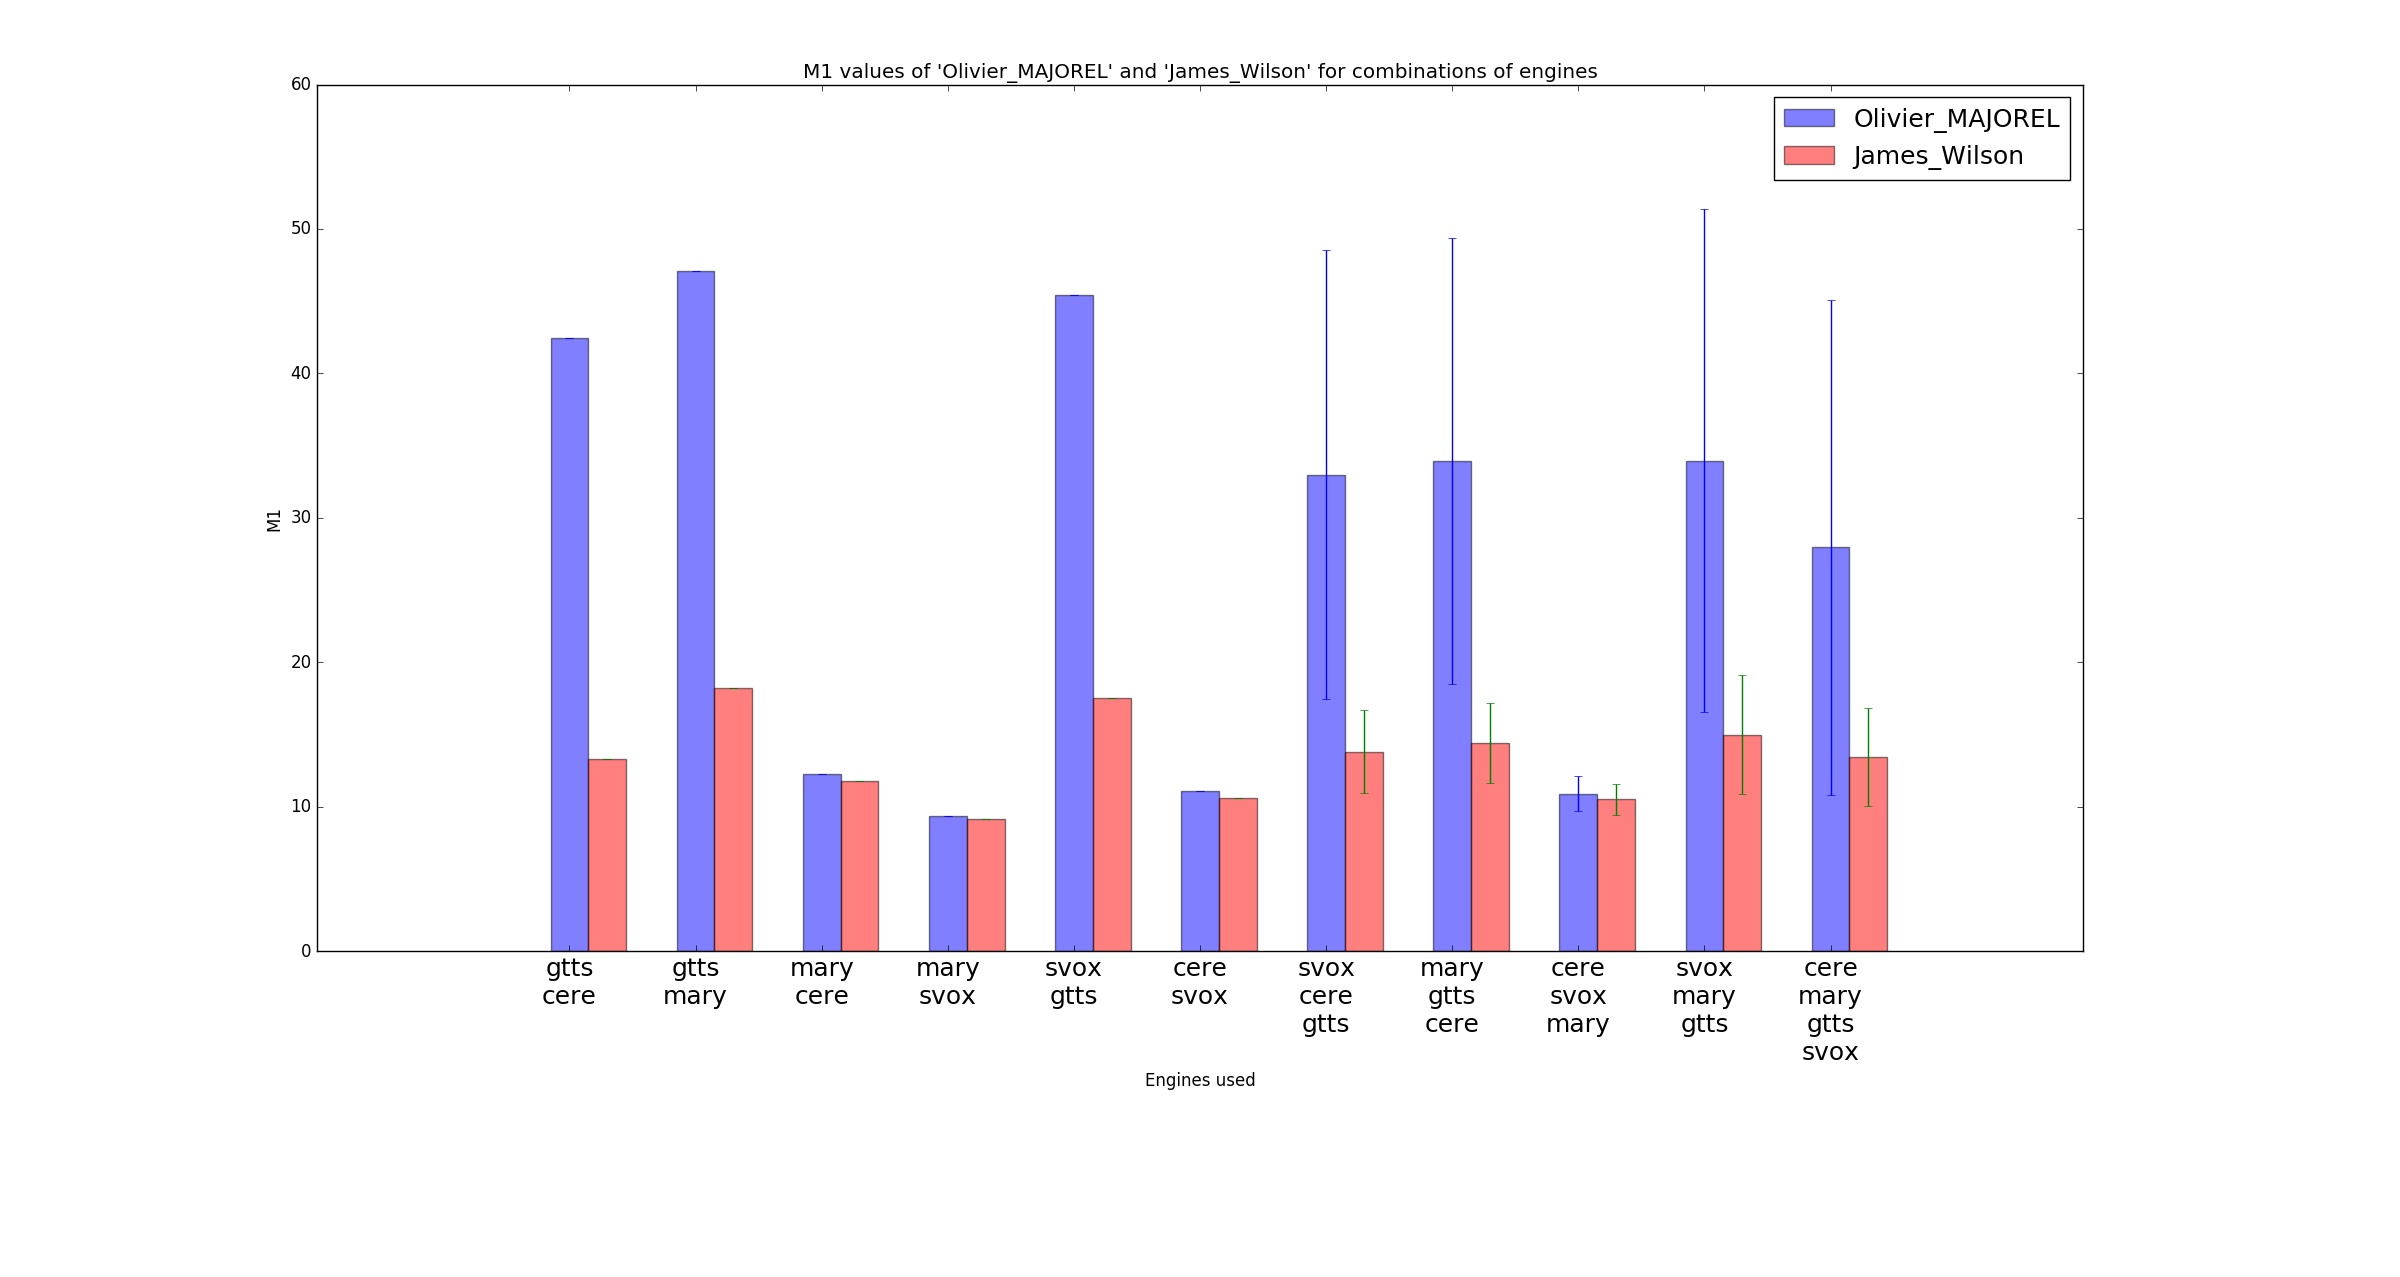 M1 values of 'Olivier_MAJOREL' and 'James_Wilson' for combinations of engines
Olivier_MAJOREL
James_Wilson
60
50
40
30
20
10
0
M1
gtts
cere
gtts
mary
mary
cere
mary
svox
svox
gtts
cere
svox
svox
cere
gtts
mary
gtts
cere
cere
svox
mary
svox
mary
gtts
cere
mary
gtts
svox
Engines used